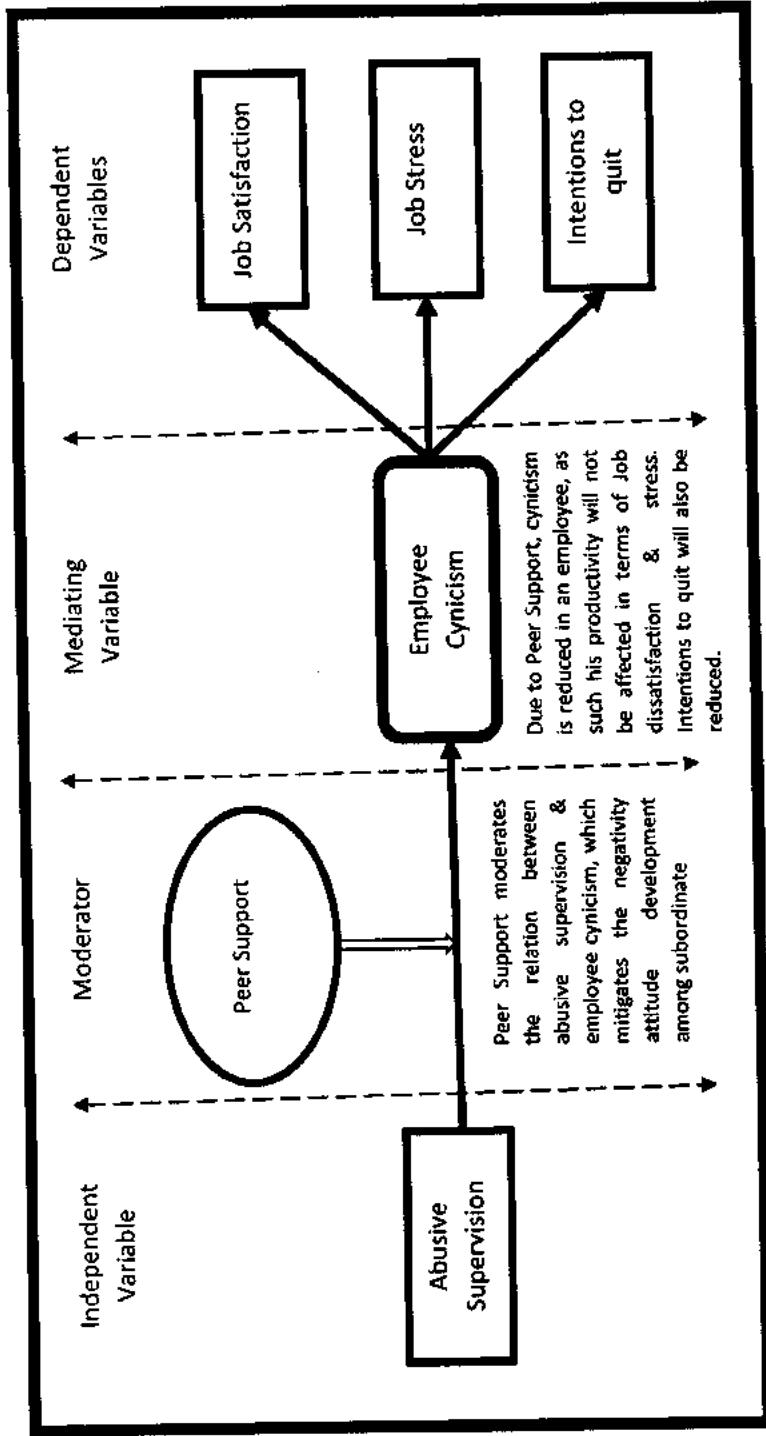 Independent
Variable
Moderator
Mediating
Variable
Dependent
Variables
Abusive
Supervision
Peer Support
Peer Support moderates
the relation between
abusive supervision &
employee cynicism, which
mitigates the negativity
attitude development
among subordinate
Employee
Cynicism
Due to Peer Support, cynicism
is reduced in an employee, as
such his productivity will not
be affected in terms of Job
dissatisfaction & stress.
Intentions to quit will also be
reduced.
Job Satisfaction
Job Stress
Intentions to
quit